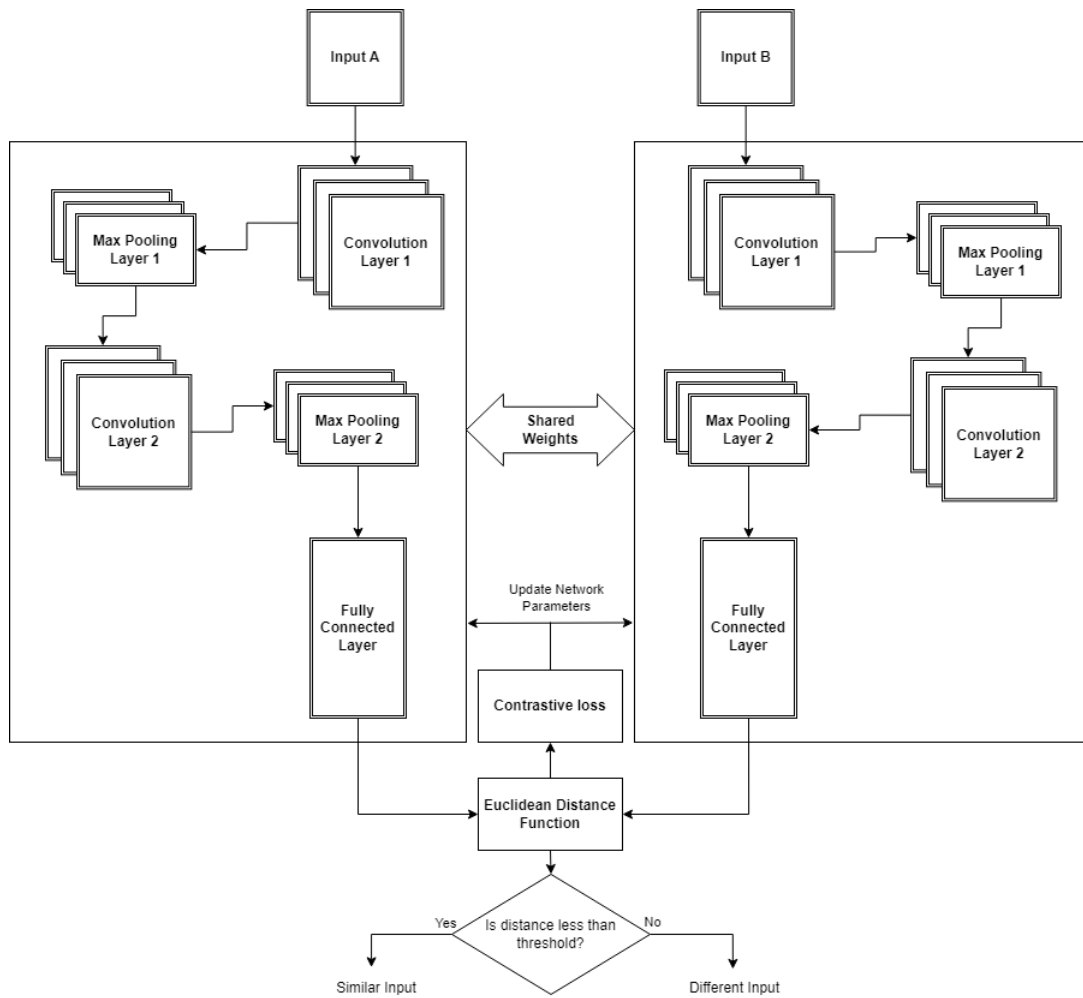 Input A
Input B
Convolution
Layer 1
Max Pooling
Layer 1
Convolution
Layer 1
Max Pooling
Layer 1
Convolution
Layer 2
Max Pooling
Layer 2
Shared
Weights
Max Pooling
Layer 2
Convolution
Layer 2
Fully
Connected
Layer
Update Network
Parameters
Fully
Connected
Layer
Contrastive loss
Euclidean Distance
Function
Is distance less than
threshold?
Yes
No
Similar Input
Different Input